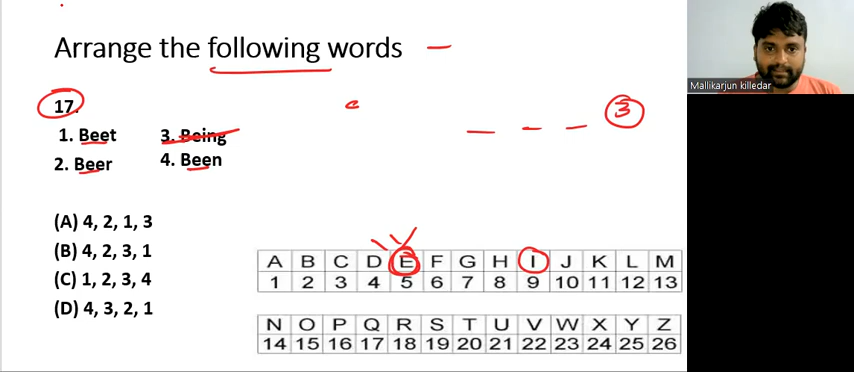 Arrange the following words
Mallikarjun killedar
17.
3
1. Beet 3. Being
2. Beer 4. Been
(A) 4, 2, 1, 3
(B) 4, 2, 3, 1
(C) 1, 2, 3, 4
(D) 4, 3, 2, 1
A B C D E F G H I J K L M
1 2 3 4 5 6 7 8 9 10 11 12 13
N O P Q R S T U V W X Y Z
14 15 16 17 18 19 20 21 22 23 24 25 26